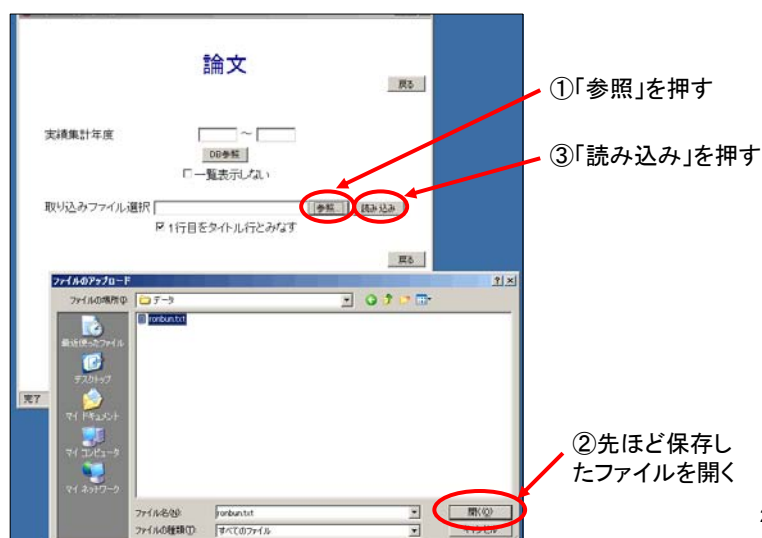 論文
戻る
①「参照」を押す
実績集計年度 ～
DB参照
③「読み込み」を押す
一覧表示しない
取り込みファイル選択 参照... 読み込み
1行目をタイトル行とみなす
戻る
ファイルのアップロード
ファイルの場所(I): データ
ronbun.txt
最近使ったファイル
デスクトップ
完了
マイ ドキュメント
マイ コンピュータ
マイ ネットワーク
②先ほど保存し
たファイルを開く
ファイル名(N): ronbun.txt 開く(O)
ファイルの種類(T): すべてのファイル キャンセル